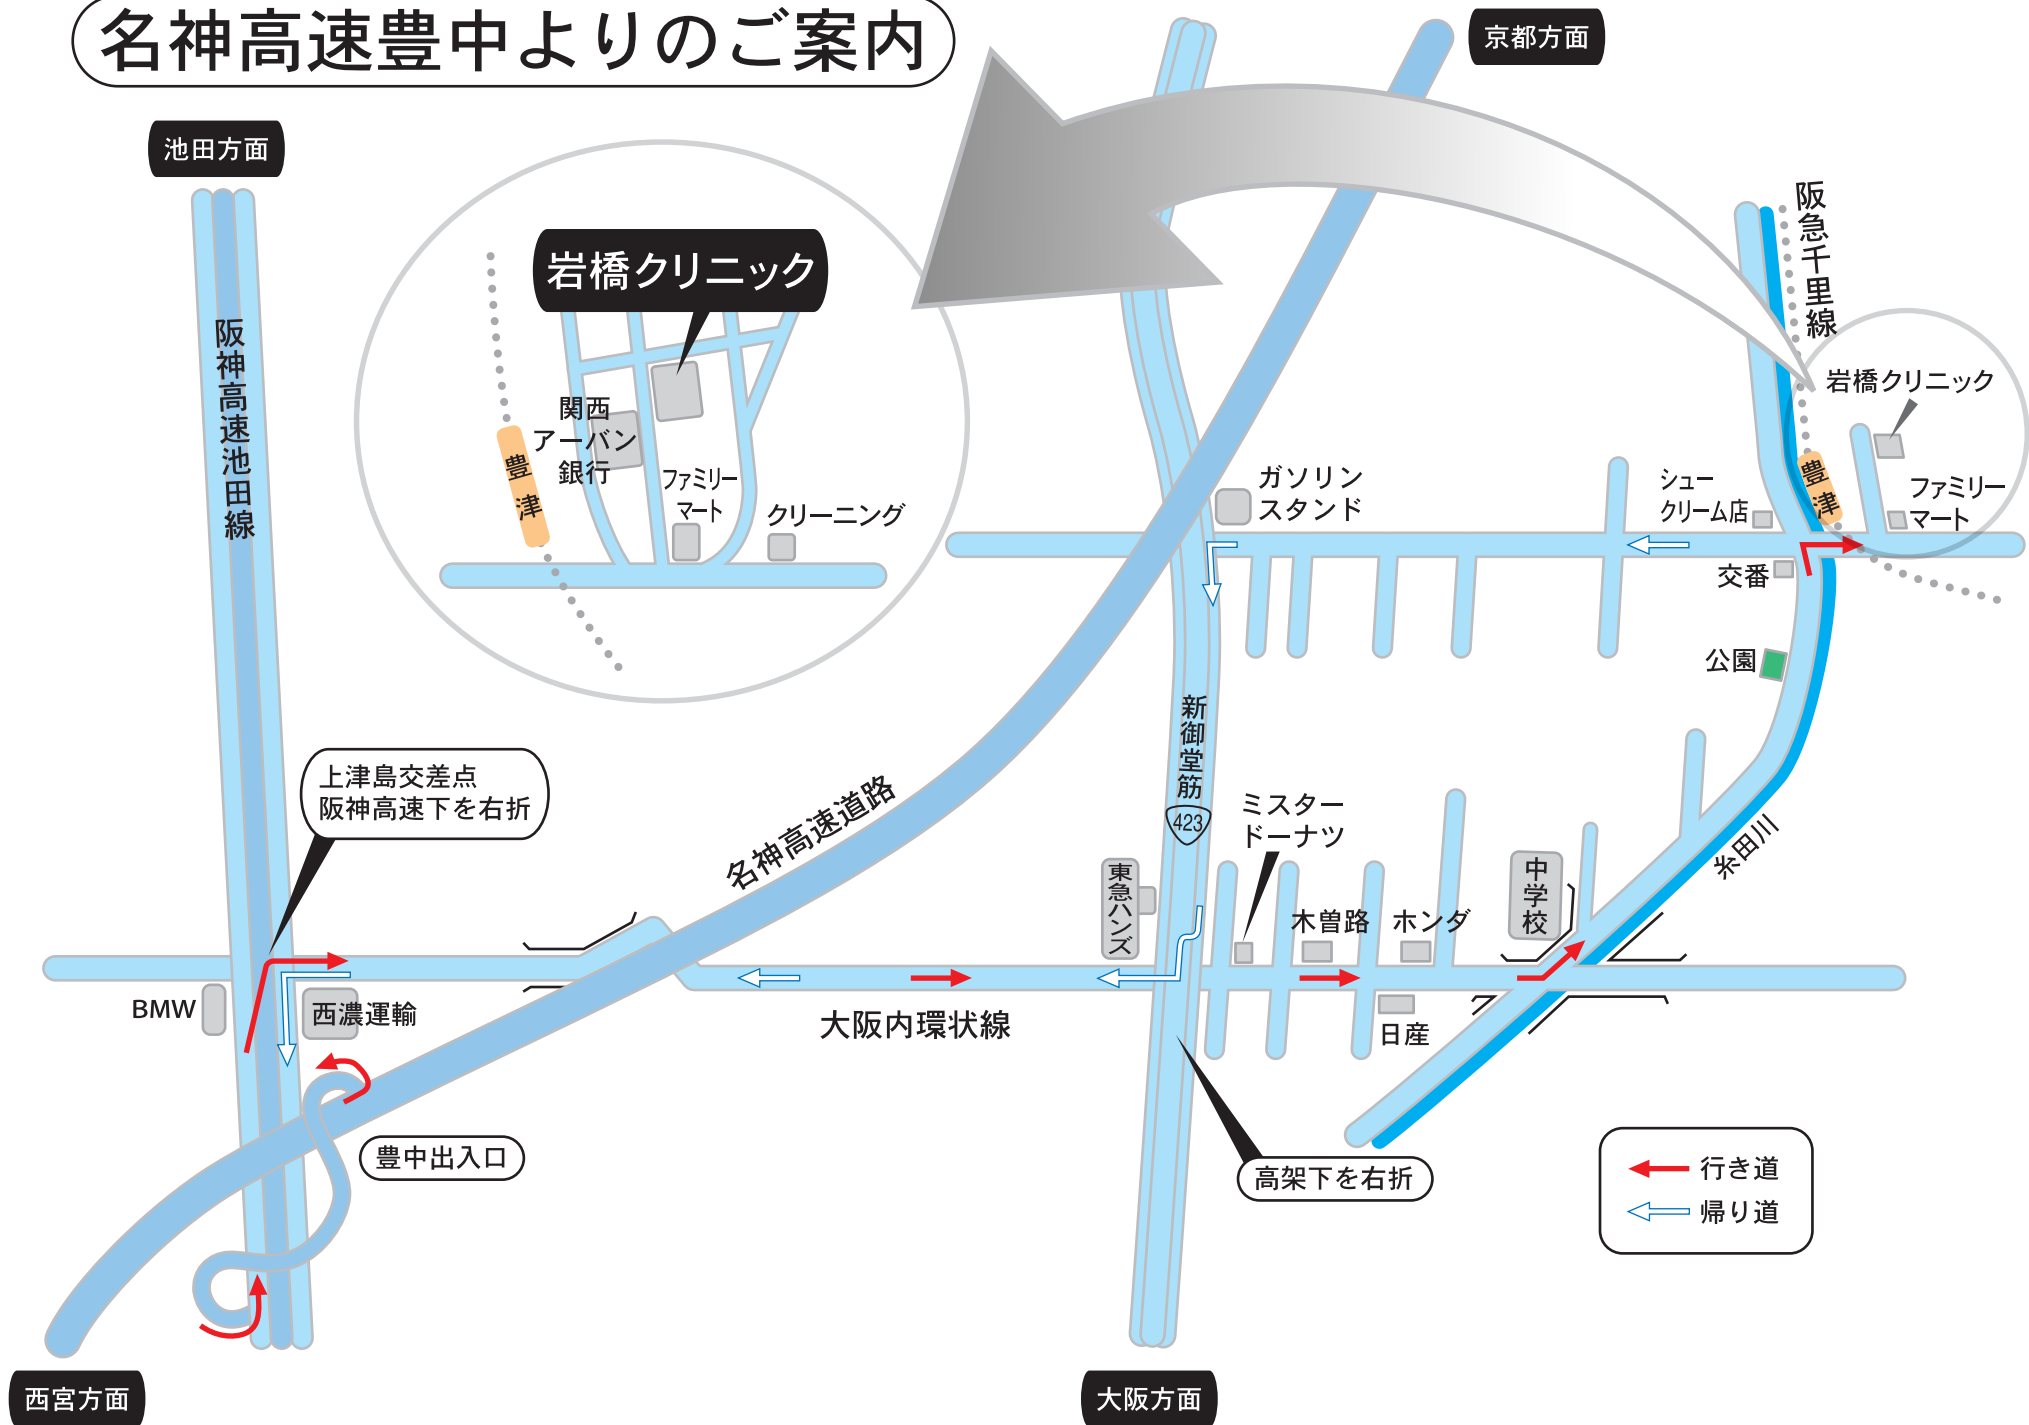 名神高速豊中よりのご案内
京都方面
池田方面
阪急千里線
阪神高速池田線
岩橋クリニック
関西
アーバン
銀行
豊津
ファミリー
マート
クリーニング
岩橋クリニック
豊津
ファミリー
マート
シュー
クリーム店
ガソリン
スタンド
交番
公園
新御堂筋
423
上津島交差点
阪神高速下を右折
名神高速道路
ミスター
ドーナツ
東急ハンズ
木曽路
ホンダ
中学校
糸田川
BMW
西濃運輸
大阪内環状線
日産
豊中出入口
高架下を右折
行き道
帰り道
西宮方面
大阪方面